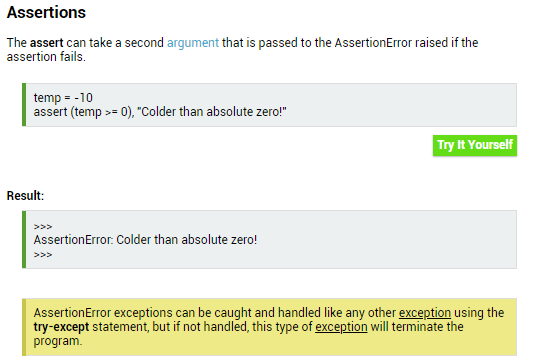 Assertions
The assert can take a second argument that is passed to the AssertionError raised if the
assertion fails.
temp = -10
assert (temp >= 0), "Colder than absolute zero!"
Try It Yourself
Result:
>>>
AssertionError: Colder than absolute zero!
>>>
AssertionError exceptions can be caught and handled like any other exception using the
try-except statement, but if not handled, this type of exception will terminate the
program.